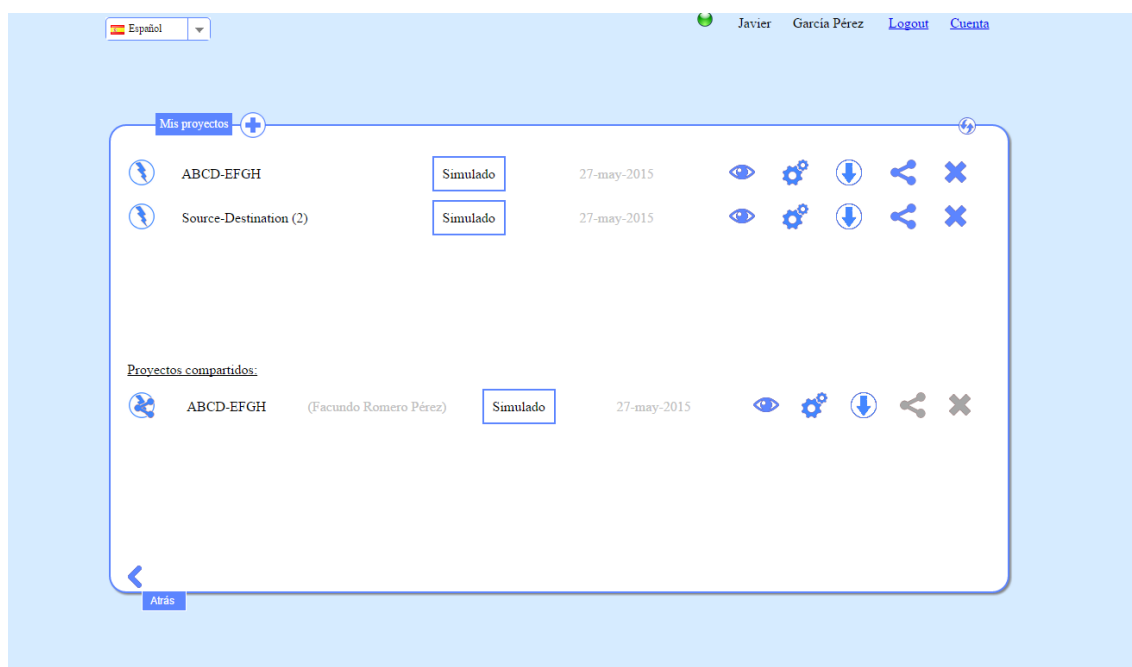 Español Javier García Pérez Logout Cuenta
Mis proyectos
ABCD-EFGH Simulado 27-may-2015
Source-Destination (2) Simulado 27-may-2015
Proyectos compartidos:
ABCD-EFGH (Facundo Romero Pérez) Simulado 27-may-2015
Atrás